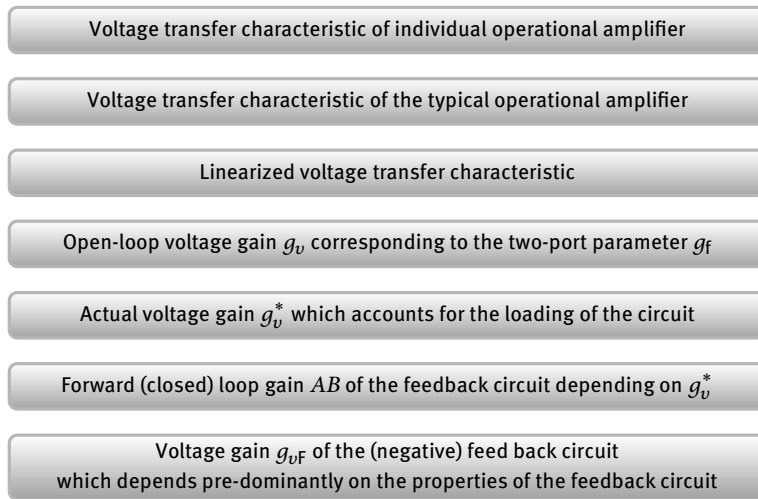 Voltage transfer characteristic of individual operational amplifier
Voltage transfer characteristic of the typical operational amplifier
Linearized voltage transfer characteristic
Open-loop voltage gain g_v corresponding to the two-port parameter g_f
Actual voltage gain g_v^* which accounts for the loading of the circuit
Forward (closed) loop gain AB of the feedback circuit depending on g_v^*
Voltage gain g_vF of the (negative) feed back circuit
which depends pre-dominantly on the properties of the feedback circuit